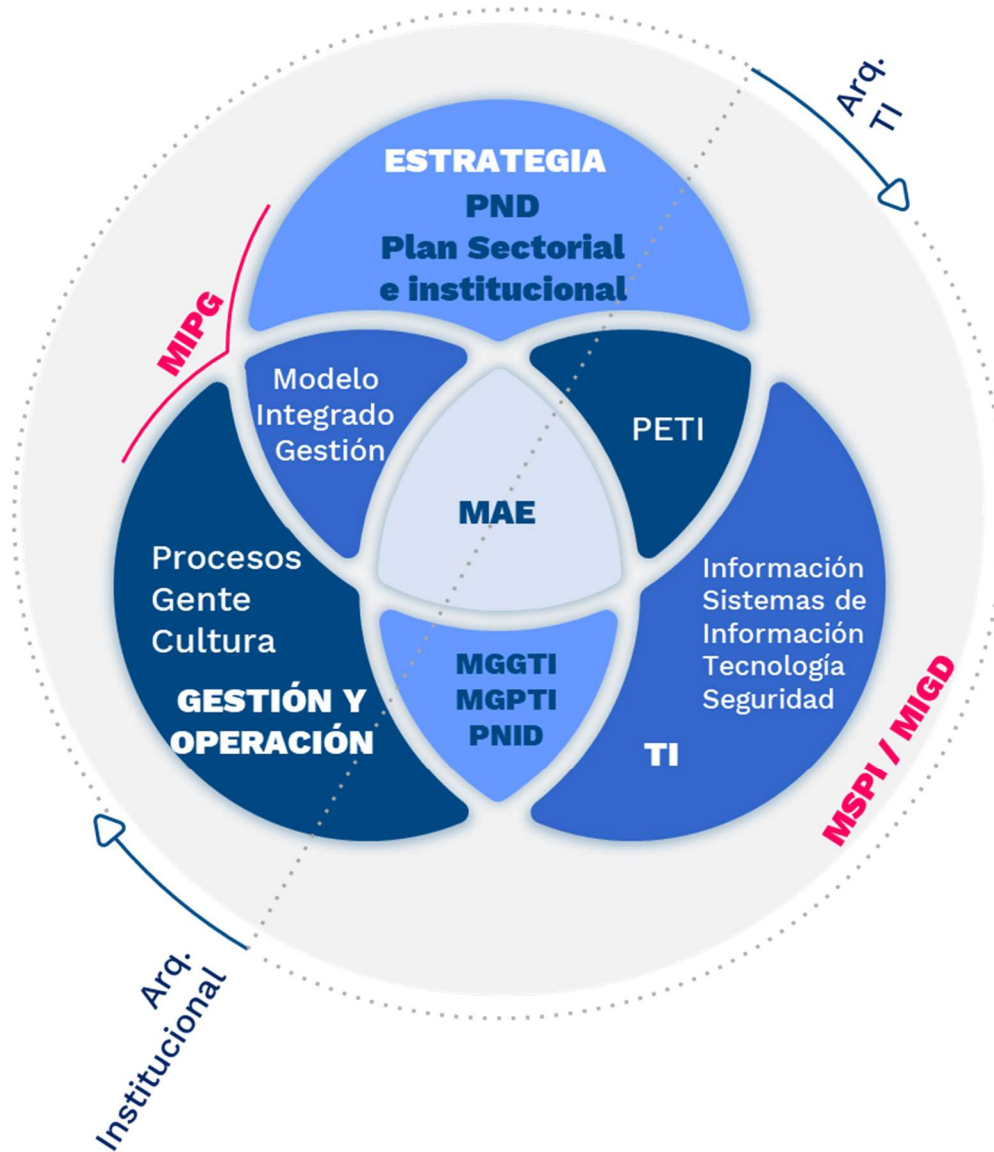 Arq.
TI
ESTRATEGIA
PND
Plan Sectorial
e institucional
MIPG
Modelo
Integrado
Gestión
PETI
MAE
Procesos
Gente
Cultura
GESTIÓN Y
OPERACIÓN
MGGTI
MGPTI
PNID
Información
Sistemas de
Información
Tecnología
Seguridad
TI
MSPI / MIGD
Arq.
Institucional